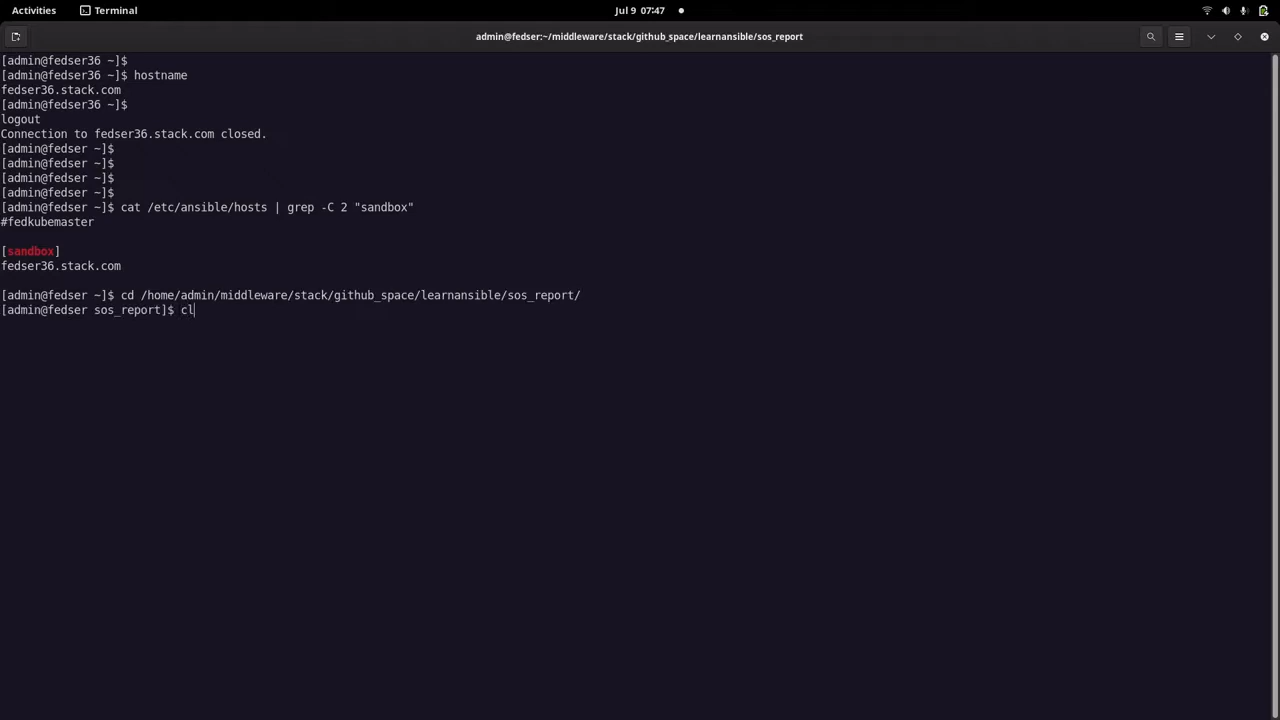 Activities
Terminal
Jul 9 07:47
admin@fedser:~/middleware/stack/github_space/learnansible/sos_report
[admin@fedser36 ~]$
[admin@fedser36 ~]$ hostname
fedser36.stack.com
[admin@fedser36 ~]$
logout
Connection to fedser36.stack.com closed.
[admin@fedser ~]$
[admin@fedser ~]$
[admin@fedser ~]$
[admin@fedser ~]$
[admin@fedser ~]$ cat /etc/ansible/hosts | grep -C 2 "sandbox"
#fedkubemaster
[sandbox]
fedser36.stack.com
[admin@fedser ~]$ cd /home/admin/middleware/stack/github_space/learnansible/sos_report/
[admin@fedser sos_report]$ cl